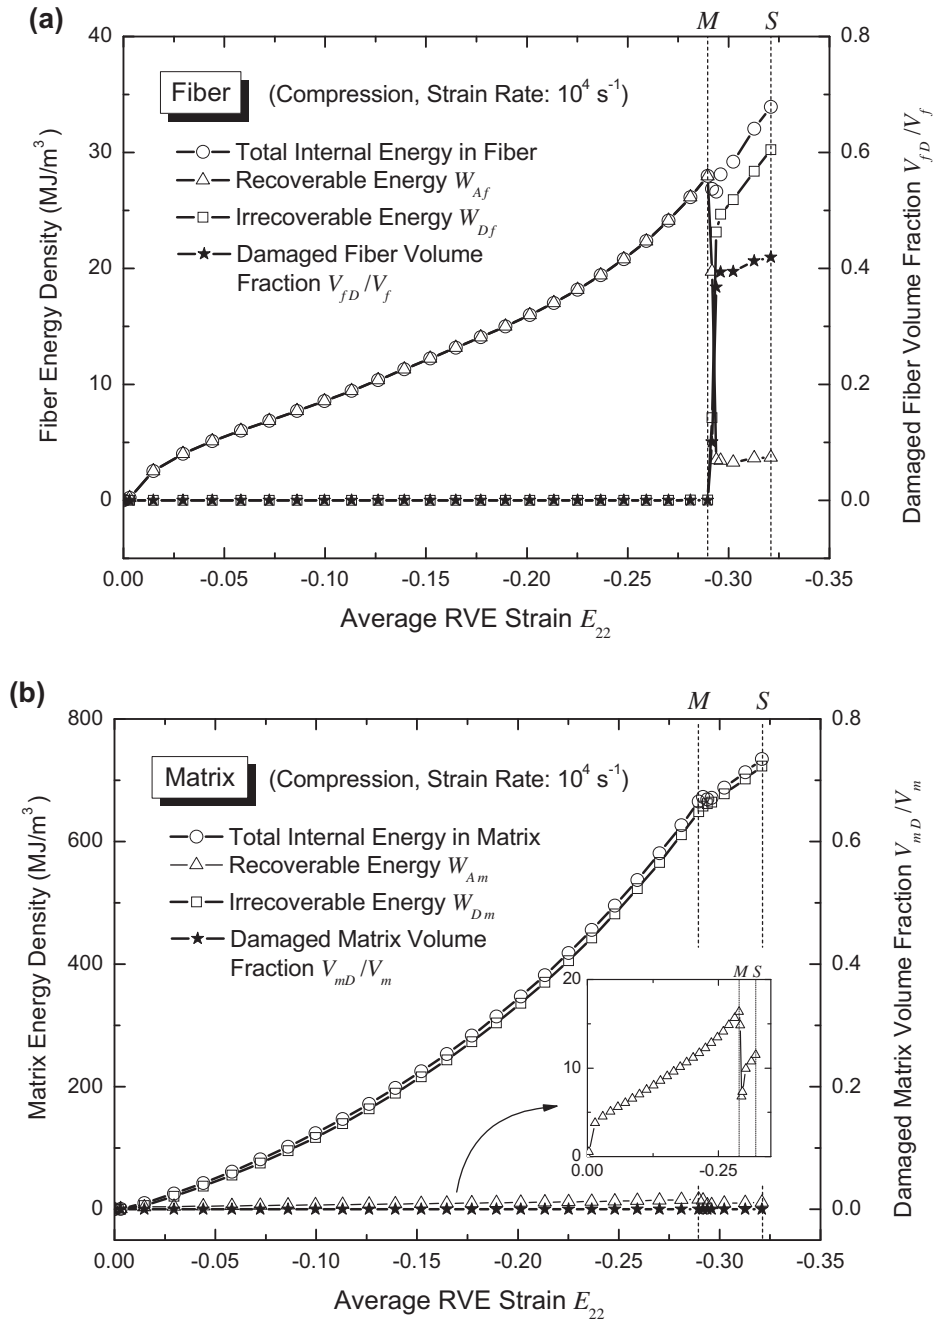 (a)
M
S
40
30
20
10
0
Fiber Energy Density (MJ/m³)
0.8
0.6
0.4
0.2
0.0
Damaged Fiber Volume Fraction V_fD/V_f
Fiber
(Compression, Strain Rate: 10⁴ s⁻¹)
Total Internal Energy in Fiber
Recoverable Energy W_Af
Irrecoverable Energy W_Df
Damaged Fiber Volume
Fraction V_fD/V_f
0.00 -0.05 -0.10 -0.15 -0.20 -0.25 -0.30 -0.35
Average RVE Strain E₂₂
(b)
M
S
800
600
400
200
0
Matrix Energy Density (MJ/m³)
0.8
0.6
0.4
0.2
0.0
Damaged Matrix Volume Fraction V_mD/V_m
Matrix
(Compression, Strain Rate: 10⁴ s⁻¹)
Total Internal Energy in Matrix
Recoverable Energy W_Am
Irrecoverable Energy W_Dm
Damaged Matrix Volume
Fraction V_mD/V_m
M S
20
10
0
0.00 -0.25
0.00 -0.05 -0.10 -0.15 -0.20 -0.25 -0.30 -0.35
Average RVE Strain E₂₂